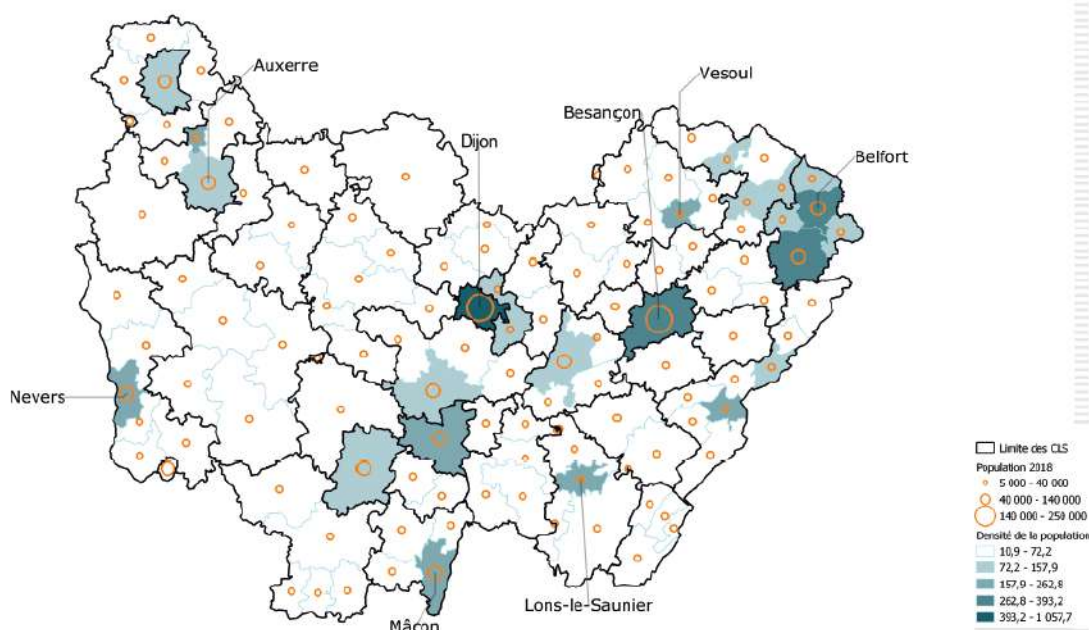 Auxerre
Vesoul
Besançon
Dijon
Belfort
Nevers
Lons-le-Saunier
Mâcon
Limite des CLS
Population 2018
5 000 - 40 000
40 000 - 140 000
140 000 - 250 000
Densité de la population
10,9 - 72,2
72,2 - 157,9
157,9 - 262,8
262,8 - 393,2
393,2 - 1 057,7